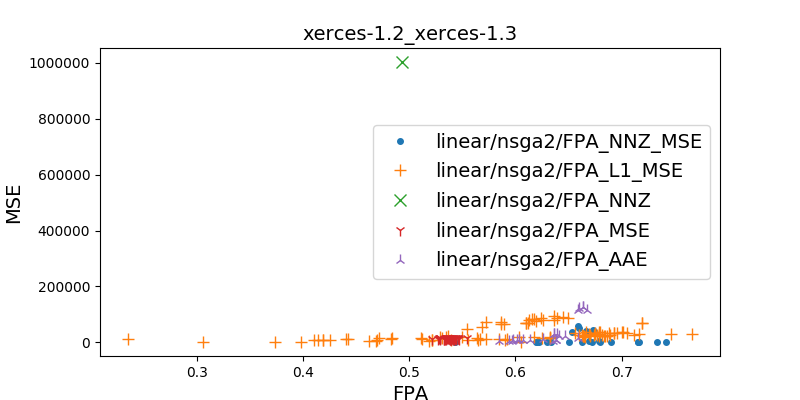 xerces-1.2_xerces-1.3
1000000
800000
600000
400000
200000
0
MSE
linear/nsga2/FPA_NNZ_MSE
linear/nsga2/FPA_L1_MSE
linear/nsga2/FPA_NNZ
linear/nsga2/FPA_MSE
linear/nsga2/FPA_AAE
0.3 0.4 0.5 0.6 0.7
FPA